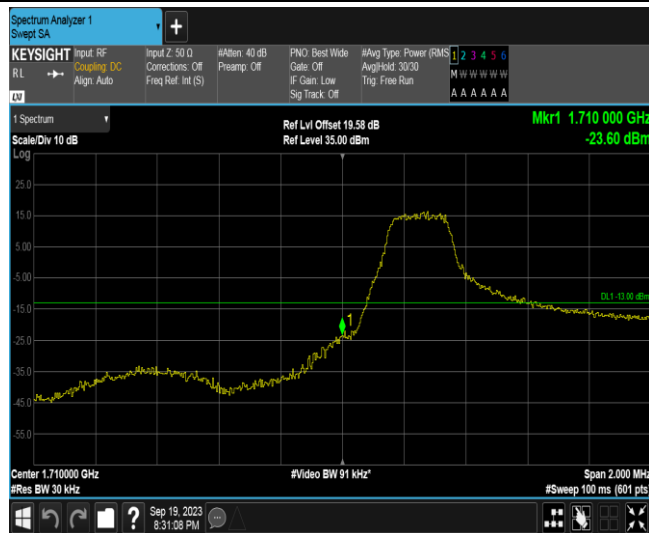 Spectrum Analyzer 1
Swept SA
+
KEYSIGHT
RL
LXI
Input: RF
Coupling: DC
Align: Auto
Input Z: 50 Ω
Corrections: Off
Freq Ref: Int (S)
#Atten: 40 dB
Preamp: Off
PNO: Best Wide
Gate: Off
IF Gain: Low
Sig Track: Off
#Avg Type: Power (RMS
Avg|Hold: 30/30
Trig: Free Run
1 2 3 4 5 6
M W W W W W
A A A A A A
1 Spectrum
Scale/Div 10 dB
Log
Ref Lvl Offset 19.58 dB
Ref Level 35.00 dBm
Mkr1 1.710 000 GHz
-23.60 dBm
25.0
15.0
5.00
-5.00
DL1 -13.00 dBm
-15.0
1
-25.0
-35.0
-45.0
-55.0
Center 1.710000 GHz
#Video BW 91 kHz*
Span 2.000 MHz
#Res BW 30 kHz
#Sweep 100 ms (601 pts)
?
Sep 19, 2023
8:31:08 PM